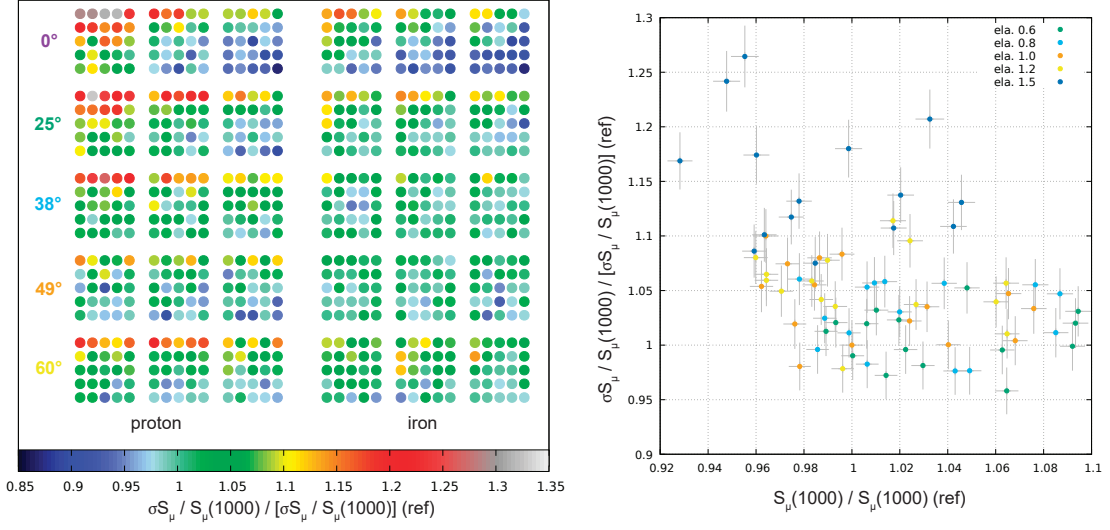 0°
25°
38°
49°
60°
proton iron
0.85 0.9 0.95 1 1.05 1.1 1.15 1.2 1.25 1.3 1.35
σSμ / Sμ(1000) / [σSμ / Sμ(1000)] (ref)
σSμ / Sμ(1000) / [σSμ / Sμ(1000)] (ref)
1.3
1.25
1.2
1.15
1.1
1.05
1
0.95
0.9
ela. 0.6
ela. 0.8
ela. 1.0
ela. 1.2
ela. 1.5
0.92 0.94 0.96 0.98 1 1.02 1.04 1.06 1.08 1.1
Sμ(1000) / Sμ(1000) (ref)